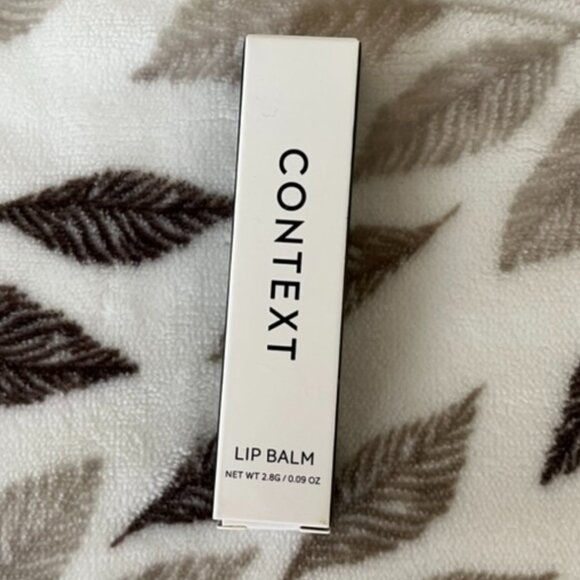 CONTEXT
LIP BALM
NET WT 2.8G / 0.09 OZ